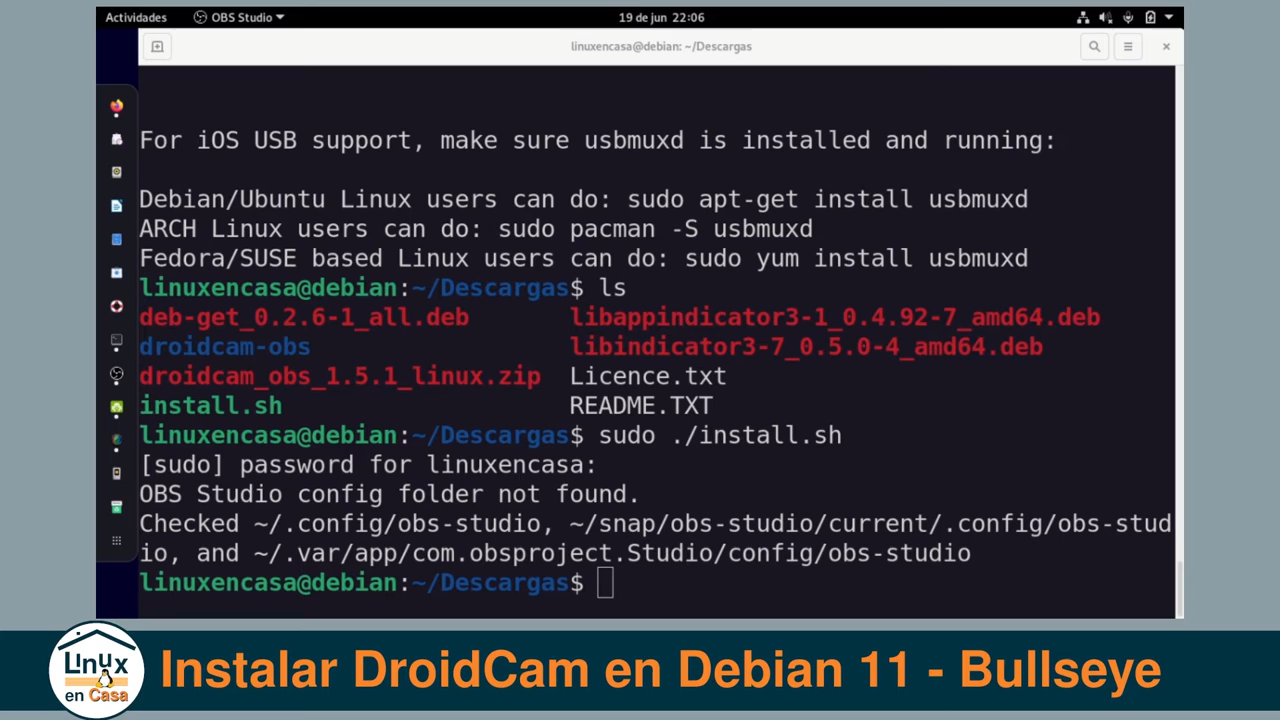 Actividades OBS Studio 19 de jun 22:06
linuxencasa@debian: ~/Descargas
For iOS USB support, make sure usbmuxd is installed and running:
Debian/Ubuntu Linux users can do: sudo apt-get install usbmuxd
ARCH Linux users can do: sudo pacman -S usbmuxd
Fedora/SUSE based Linux users can do: sudo yum install usbmuxd
linuxencasa@debian:~/Descargas$ ls
deb-get_0.2.6-1_all.deb libappindicator3-1_0.4.92-7_amd64.deb
droidcam-obs libindicator3-7_0.5.0-4_amd64.deb
droidcam_obs_1.5.1_linux.zip Licence.txt
install.sh README.TXT
linuxencasa@debian:~/Descargas$ sudo ./install.sh
[sudo] password for linuxencasa:
OBS Studio config folder not found.
Checked ~/.config/obs-studio, ~/snap/obs-studio/current/.config/obs-stud
io, and ~/.var/app/com.obsproject.Studio/config/obs-studio
linuxencasa@debian:~/Descargas$
Linux
en Casa
Instalar DroidCam en Debian 11 - Bullseye